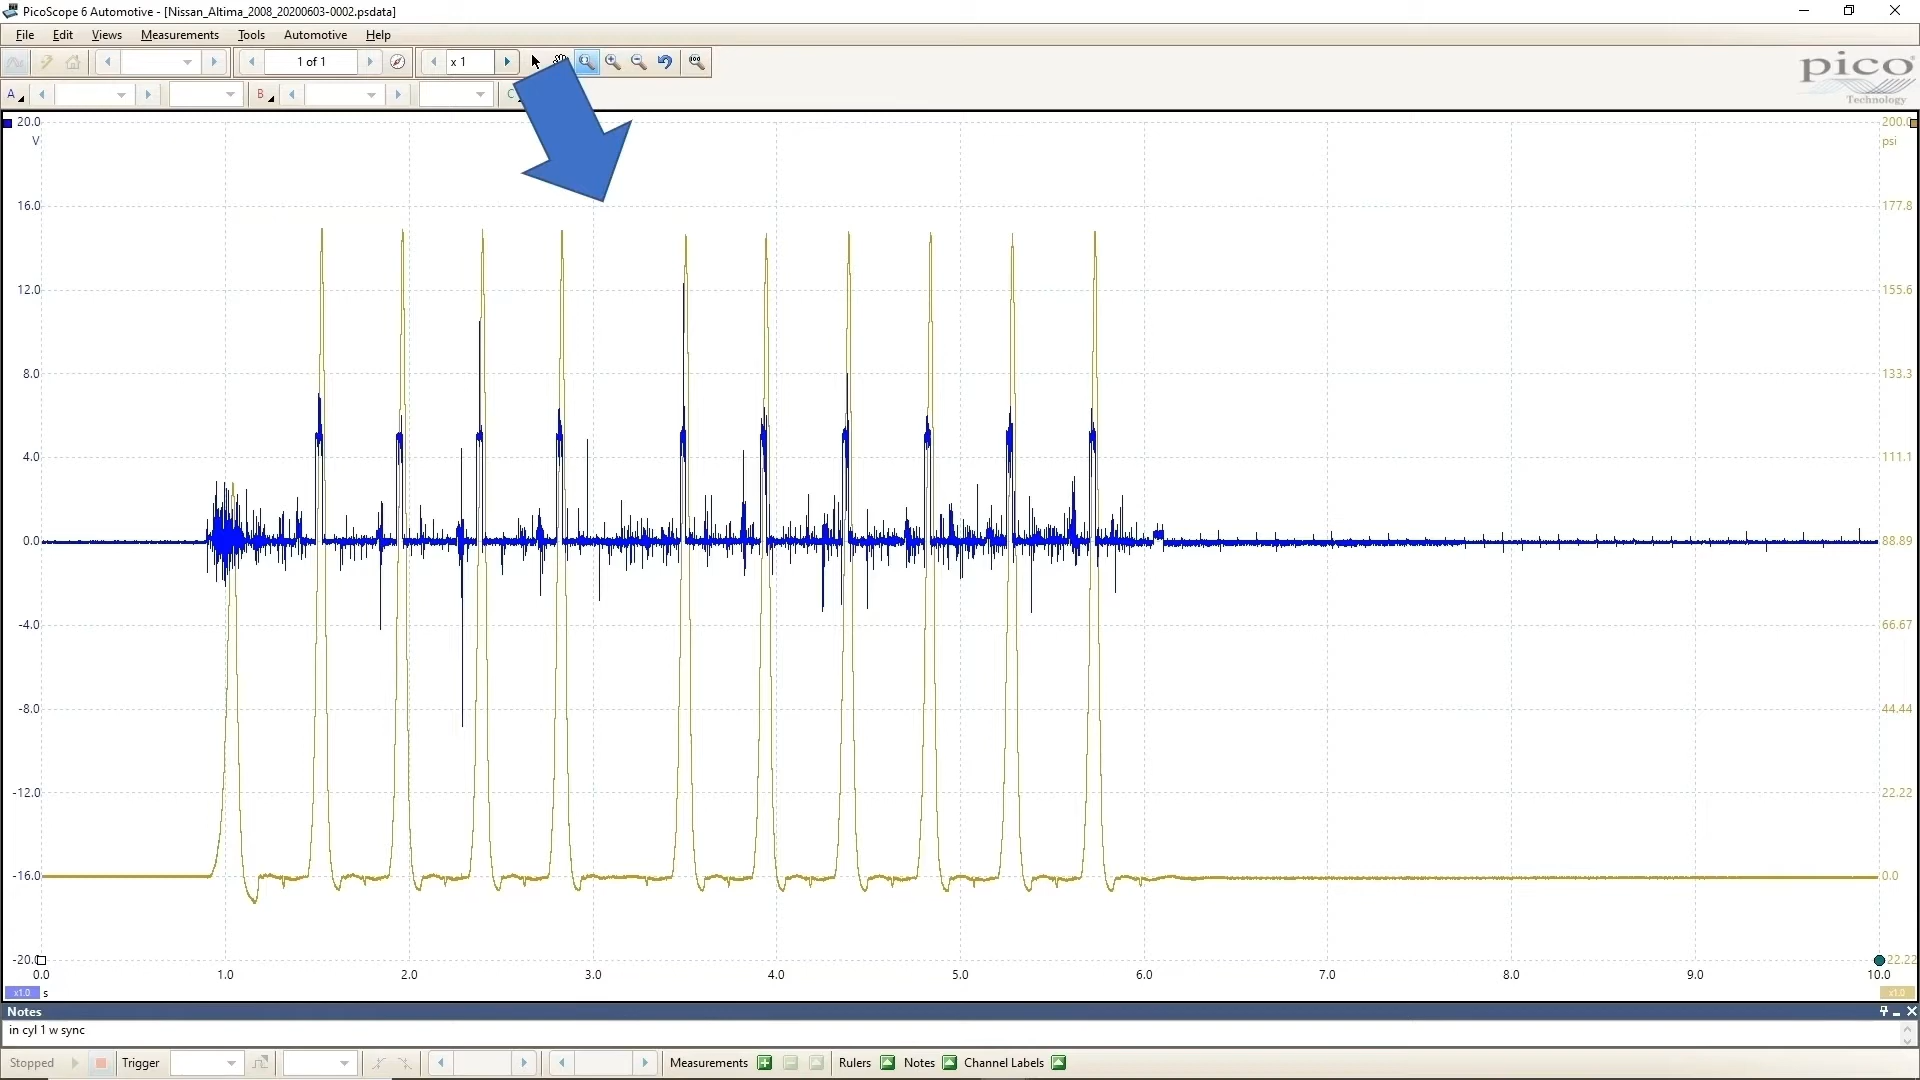 PicoScope 6 Automotive - [Nissan_Altima_2008_20200603-0002.psdata]
File Edit Views Measurements Tools Automotive Help
1 of 1 x 1
A B C
pico
Technology
20.0 200.0
V psi
16.0 177.8
12.0 155.6
8.0 133.3
4.0 111.1
0.0 88.89
-4.0 66.67
-8.0 44.44
-12.0 22.22
-16.0 0.0
-20.0 22.22
0.0 1.0 2.0 3.0 4.0 5.0 6.0 7.0 8.0 9.0 10.0
x1.0 s x1.0
Notes
in cyl 1 w sync
Stopped Trigger Measurements Rulers Notes Channel Labels